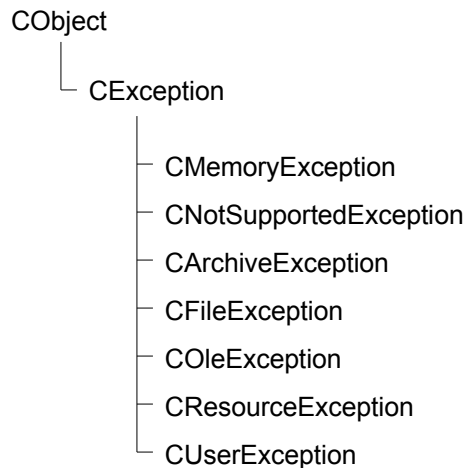 CObject
CException
CMemoryException
CNotSupportedException
CArchiveException
CFileException
COleException
CResourceException
CUserException